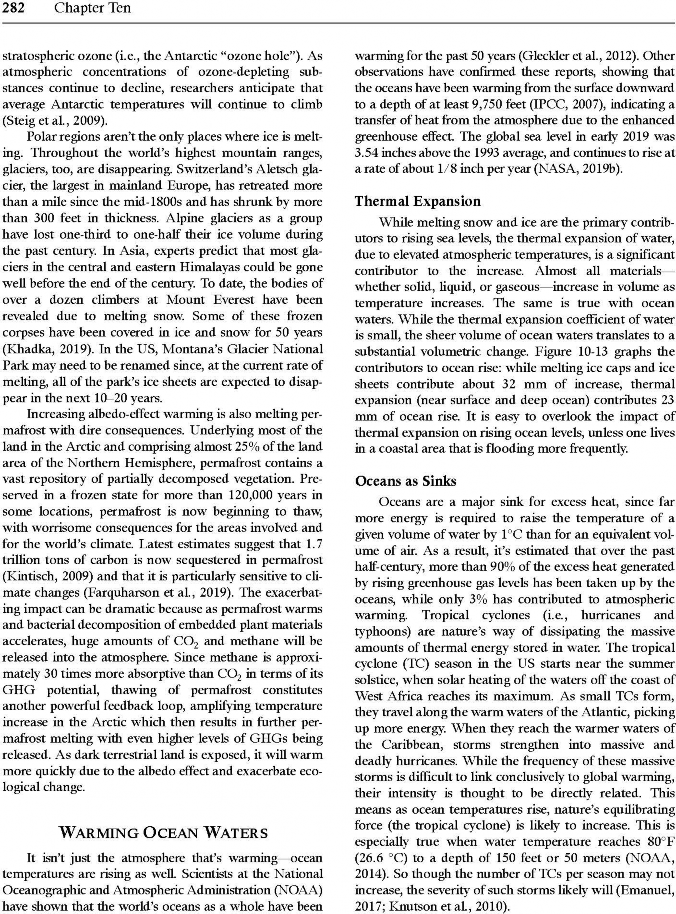 282 Chapter Ten
stratospheric ozone (i.e., the Antarctic “ozone hole”). As
atmospheric concentrations of ozone-depleting sub-
stances continue to decline, researchers anticipate that
average Antarctic temperatures will continue to climb
(Steig et al., 2009).
Polar regions aren’t the only places where ice is melt-
ing. Throughout the world’s highest mountain ranges,
glaciers, too, are disappearing. Switzerland’s Aletsch gla-
cier, the largest in mainland Europe, has retreated more
than a mile since the mid-1800s and has shrunk by more
than 300 feet in thickness. Alpine glaciers as a group
have lost one-third to one-half their ice volume during
the past century. In Asia, experts predict that most gla-
ciers in the central and eastern Himalayas could be gone
well before the end of the century. To date, the bodies of
over a dozen climbers at Mount Everest have been
revealed due to melting snow. Some of these frozen
corpses have been covered in ice and snow for 50 years
(Khadka, 2019). In the US, Montana’s Glacier National
Park may need to be renamed since, at the current rate of
melting, all of the park’s ice sheets are expected to disap-
pear in the next 10–20 years.
Increasing albedo-effect warming is also melting per-
mafrost with dire consequences. Underlying most of the
land in the Arctic and comprising almost 25% of the land
area of the Northern Hemisphere, permafrost contains a
vast repository of partially decomposed vegetation. Pre-
served in a frozen state for more than 120,000 years in
some locations, permafrost is now beginning to thaw,
with worrisome consequences for the areas involved and
for the world’s climate. Latest estimates suggest that 1.7
trillion tons of carbon is now sequestered in permafrost
(Kintisch, 2009) and that it is particularly sensitive to cli-
mate changes (Farquharson et al., 2019). The exacerbat-
ing impact can be dramatic because as permafrost warms
and bacterial decomposition of embedded plant materials
accelerates, huge amounts of CO₂ and methane will be
released into the atmosphere. Since methane is approxi-
mately 30 times more absorptive than CO₂ in terms of its
GHG potential, thawing of permafrost constitutes
another powerful feedback loop, amplifying temperature
increase in the Arctic which then results in further per-
mafrost melting with even higher levels of GHGs being
released. As dark terrestrial land is exposed, it will warm
more quickly due to the albedo effect and exacerbate eco-
logical change.
WARMING OCEAN WATERS
It isn’t just the atmosphere that’s warming—ocean
temperatures are rising as well. Scientists at the National
Oceanographic and Atmospheric Administration (NOAA)
have shown that the world’s oceans as a whole have been
warming for the past 50 years (Gleckler et al., 2012). Other
observations have confirmed these reports, showing that
the oceans have been warming from the surface downward
to a depth of at least 9,750 feet (IPCC, 2007), indicating a
transfer of heat from the atmosphere due to the enhanced
greenhouse effect. The global sea level in early 2019 was
3.54 inches above the 1993 average, and continues to rise at
a rate of about 1/8 inch per year (NASA, 2019b).
Thermal Expansion
While melting snow and ice are the primary contrib-
utors to rising sea levels, the thermal expansion of water,
due to elevated atmospheric temperatures, is a significant
contributor to the increase. Almost all materials—
whether solid, liquid, or gaseous—increase in volume as
temperature increases. The same is true with ocean
waters. While the thermal expansion coefficient of water
is small, the sheer volume of ocean waters translates to a
substantial volumetric change. Figure 10-13 graphs the
contributors to ocean rise: while melting ice caps and ice
sheets contribute about 32 mm of increase, thermal
expansion (near surface and deep ocean) contributes 23
mm of ocean rise. It is easy to overlook the impact of
thermal expansion on rising ocean levels, unless one lives
in a coastal area that is flooding more frequently.
Oceans as Sinks
Oceans are a major sink for excess heat, since far
more energy is required to raise the temperature of a
given volume of water by 1°C than for an equivalent vol-
ume of air. As a result, it’s estimated that over the past
half-century, more than 90% of the excess heat generated
by rising greenhouse gas levels has been taken up by the
oceans, while only 3% has contributed to atmospheric
warming. Tropical cyclones (i.e., hurricanes and
typhoons) are nature’s way of dissipating the massive
amounts of thermal energy stored in water. The tropical
cyclone (TC) season in the US starts near the summer
solstice, when solar heating of the waters off the coast of
West Africa reaches its maximum. As small TCs form,
they travel along the warm waters of the Atlantic, picking
up more energy. When they reach the warmer waters of
the Caribbean, storms strengthen into massive and
deadly hurricanes. While the frequency of these massive
storms is difficult to link conclusively to global warming,
their intensity is thought to be directly related. This
means as ocean temperatures rise, nature’s equilibrating
force (the tropical cyclone) is likely to increase. This is
especially true when water temperature reaches 80°F
(26.6 °C) to a depth of 150 feet or 50 meters (NOAA,
2014). So though the number of TCs per season may not
increase, the severity of such storms likely will (Emanuel,
2017; Knutson et al., 2010).